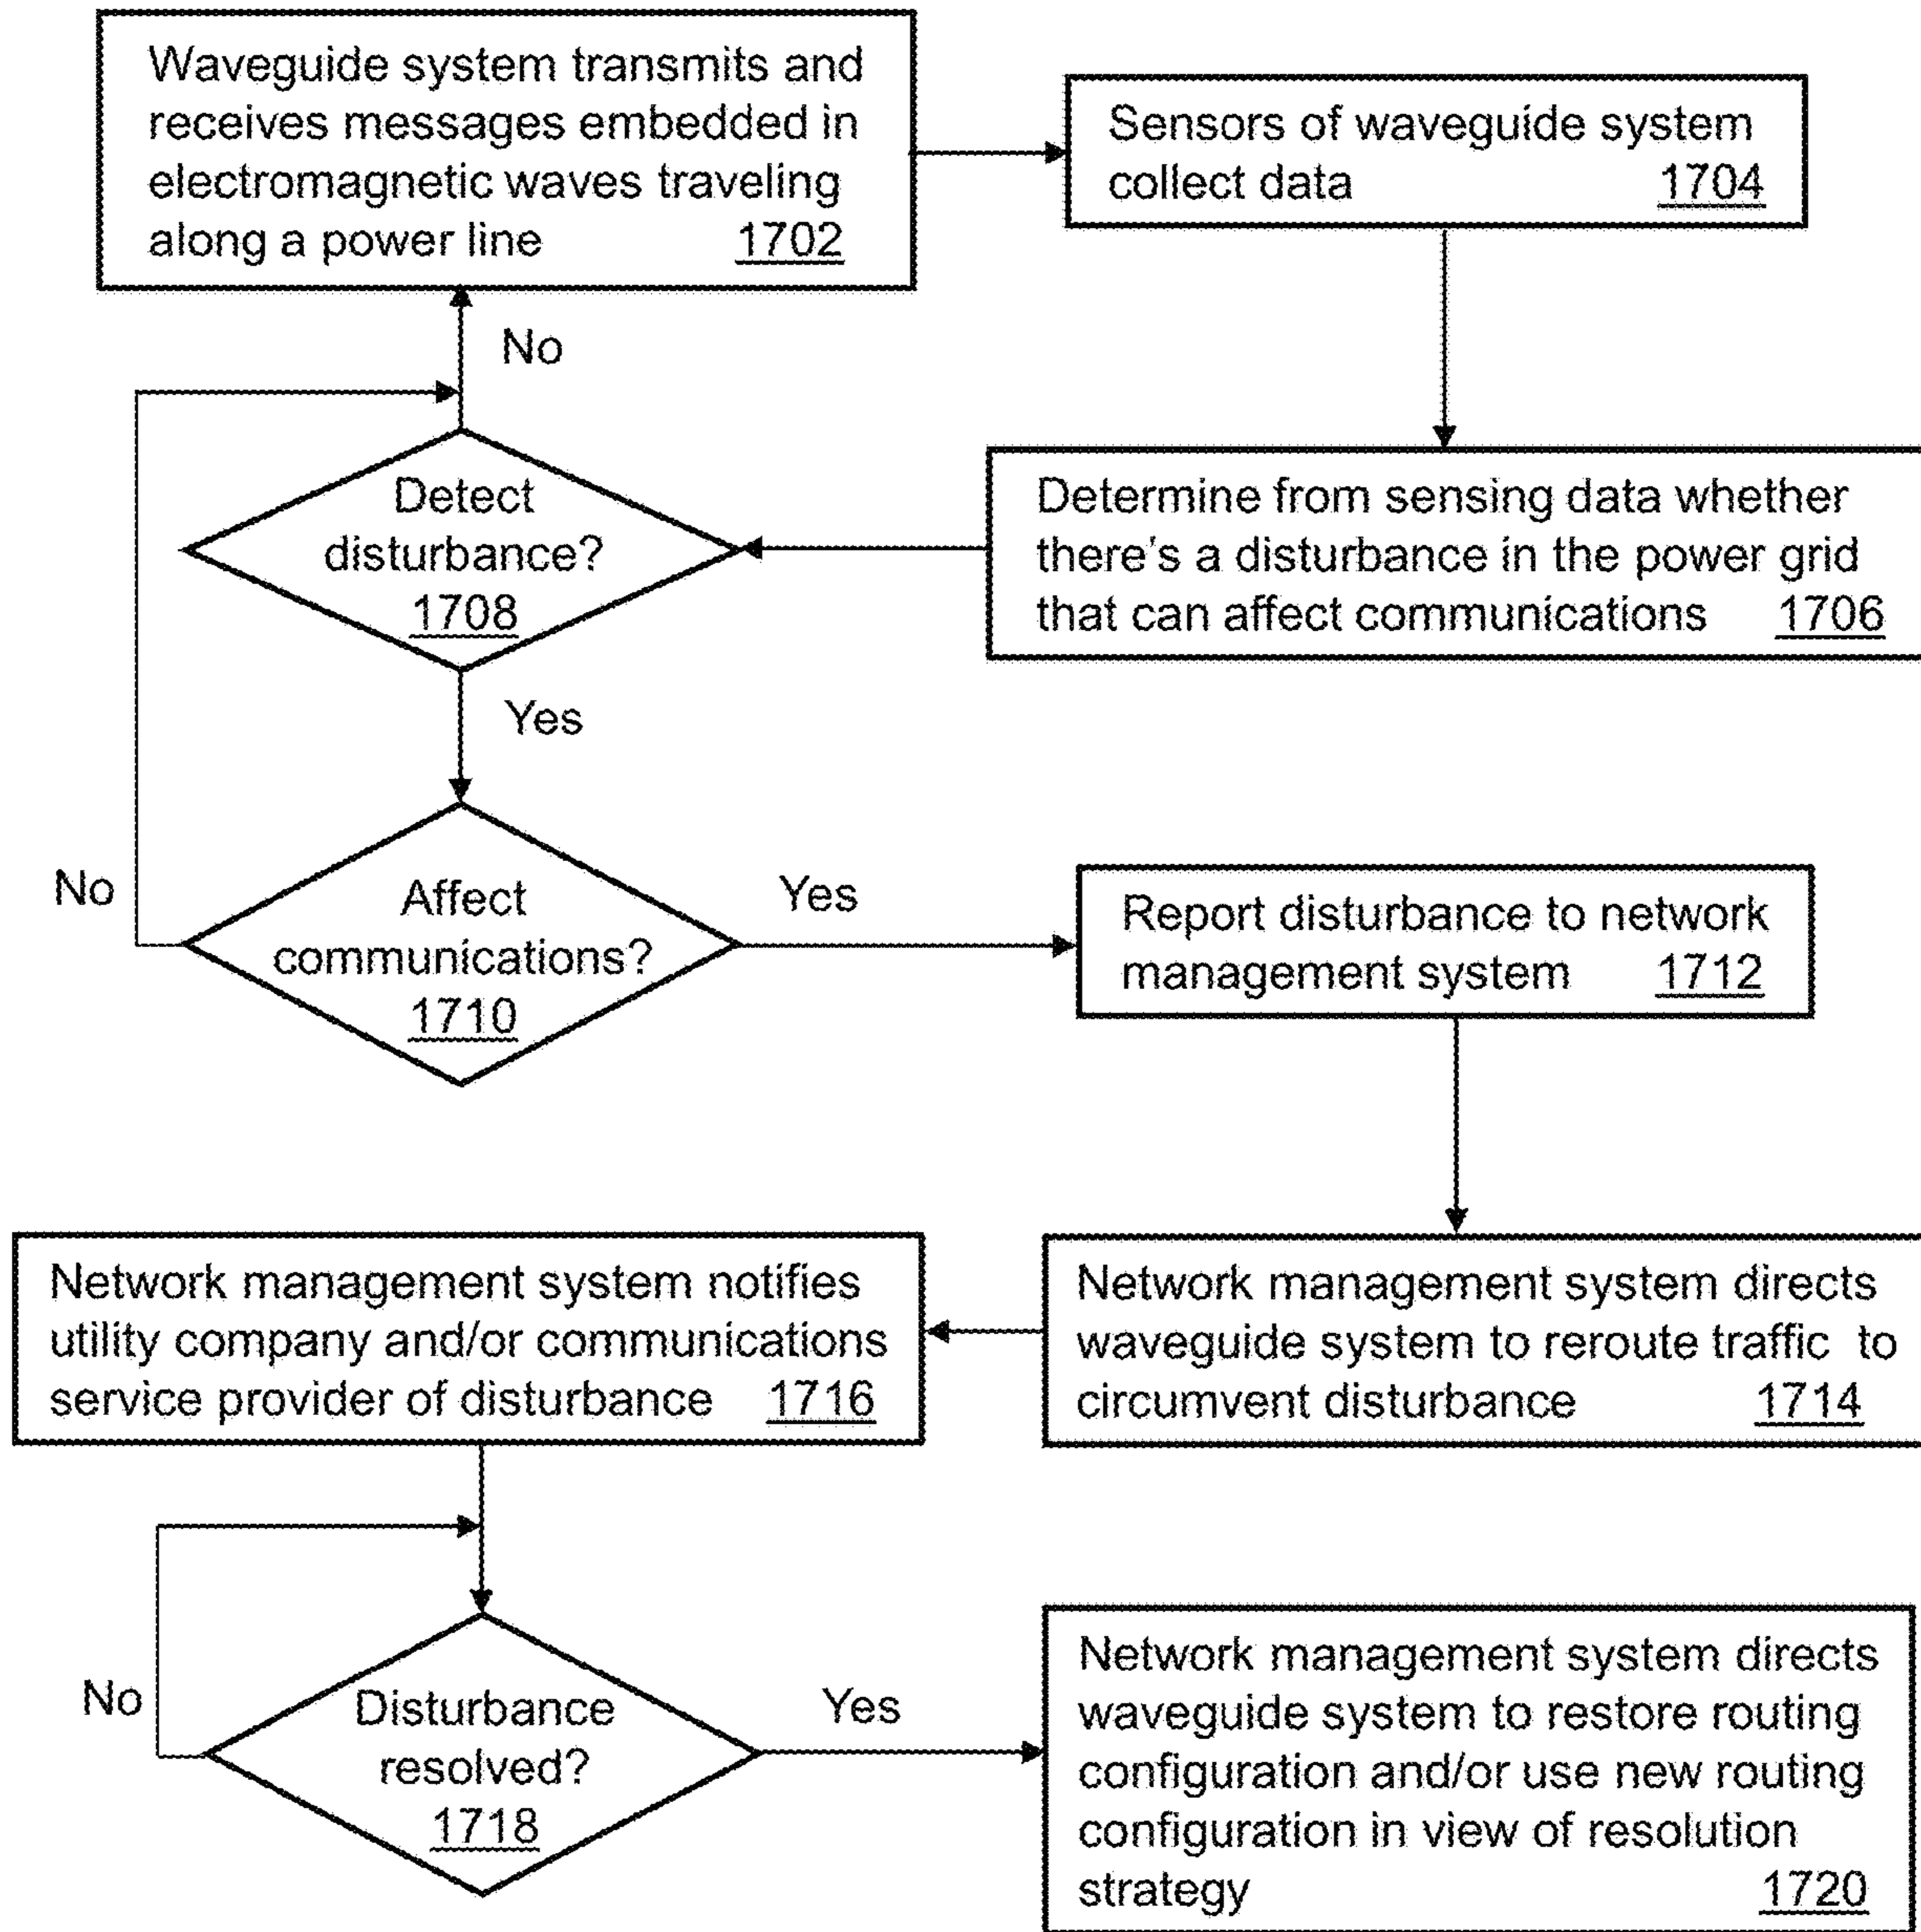 Waveguide system transmits and
receives messages embedded in
electromagnetic waves traveling
along a power line 1702
Sensors of waveguide system
collect data 1704
No
Detect
disturbance?
1708
Determine from sensing data whether
there's a disturbance in the power grid
that can affect communications 1706
Yes
No
Affect
communications?
1710
Yes
Report disturbance to network
management system 1712
Network management system notifies
utility company and/or communications
service provider of disturbance 1716
Network management system directs
waveguide system to reroute traffic to
circumvent disturbance 1714
No
Disturbance
resolved?
1718
Yes
Network management system directs
waveguide system to restore routing
configuration and/or use new routing
configuration in view of resolution
strategy 1720